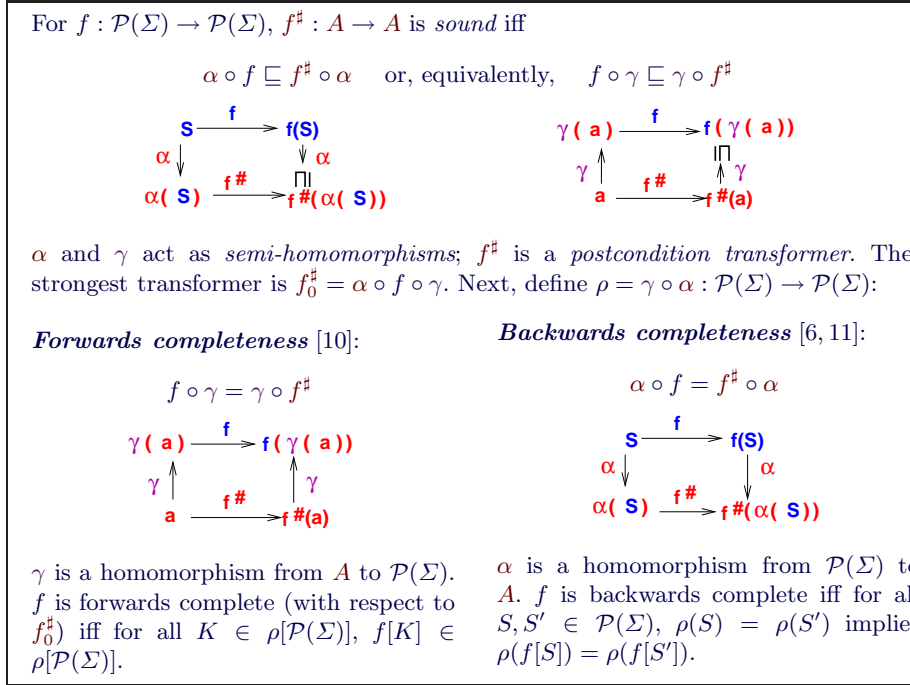 For f : 𝒫(Σ) → 𝒫(Σ), f♯ : A → A is sound iff
α ∘ f ⊑ f♯ ∘ α or, equivalently, f ∘ γ ⊑ γ ∘ f♯
S f f(S)
α α
α(S) f# f#(α(S))
γ(a) f f(γ(a))
γ γ
a f# f#(a)
α and γ act as semi-homomorphisms; f♯ is a postcondition transformer. The
strongest transformer is f♯₀ = α ∘ f ∘ γ. Next, define ρ = γ ∘ α : 𝒫(Σ) → 𝒫(Σ):
Forwards completeness [10]:
f ∘ γ = γ ∘ f♯
γ(a) f f(γ(a))
γ γ
a f# f#(a)
γ is a homomorphism from A to 𝒫(Σ).
f is forwards complete (with respect to
f♯₀) iff for all K ∈ ρ[𝒫(Σ)], f[K] ∈
ρ[𝒫(Σ)].
Backwards completeness [6, 11]:
α ∘ f = f♯ ∘ α
S f f(S)
α α
α(S) f# f#(α(S))
α is a homomorphism from 𝒫(Σ) to
A. f is backwards complete iff for al
S, S′ ∈ 𝒫(Σ), ρ(S) = ρ(S′) implie
ρ(f[S]) = ρ(f[S′]).